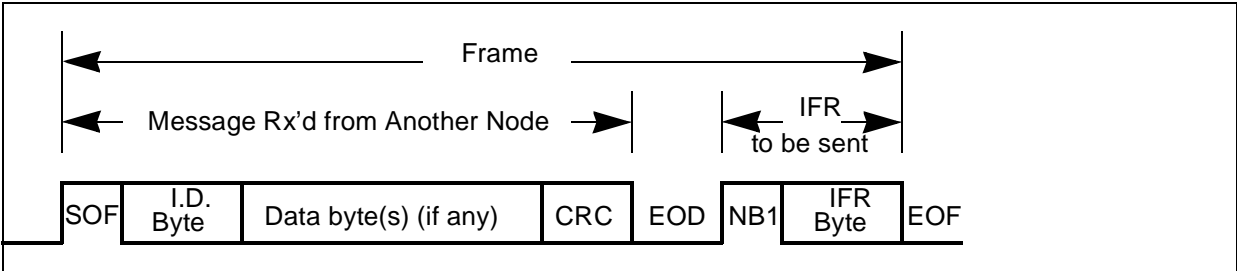 Frame
Message Rx'd from Another Node
IFR
to be sent
SOF
I.D.
Byte
Data byte(s) (if any)
CRC
EOD
NB1
IFR
Byte
EOF